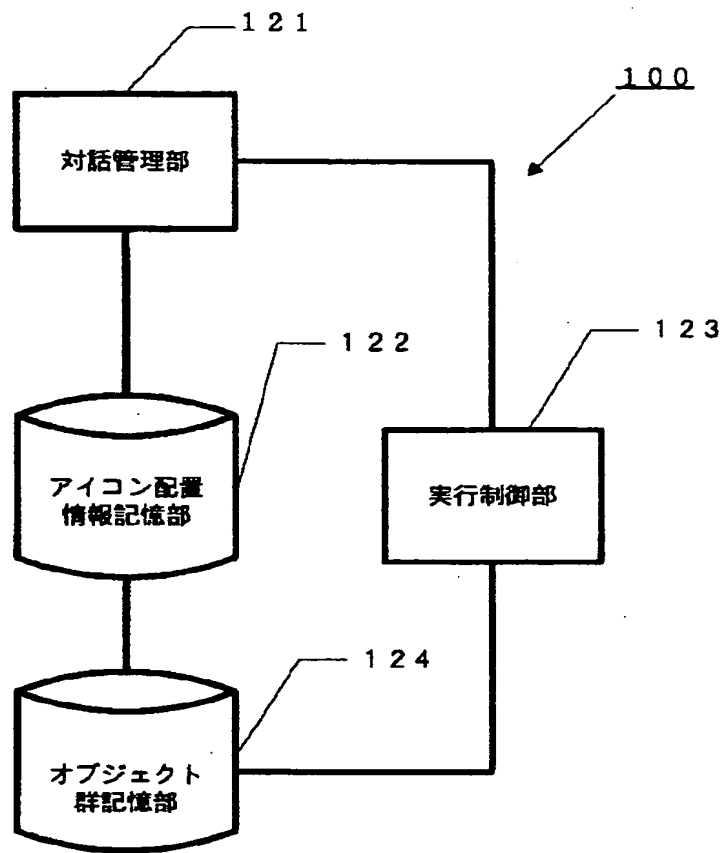 １２１
１００
対話管理部
１２２
１２３
アイコン配置
情報記憶部
実行制御部
１２４
オブジェクト
群記憶部